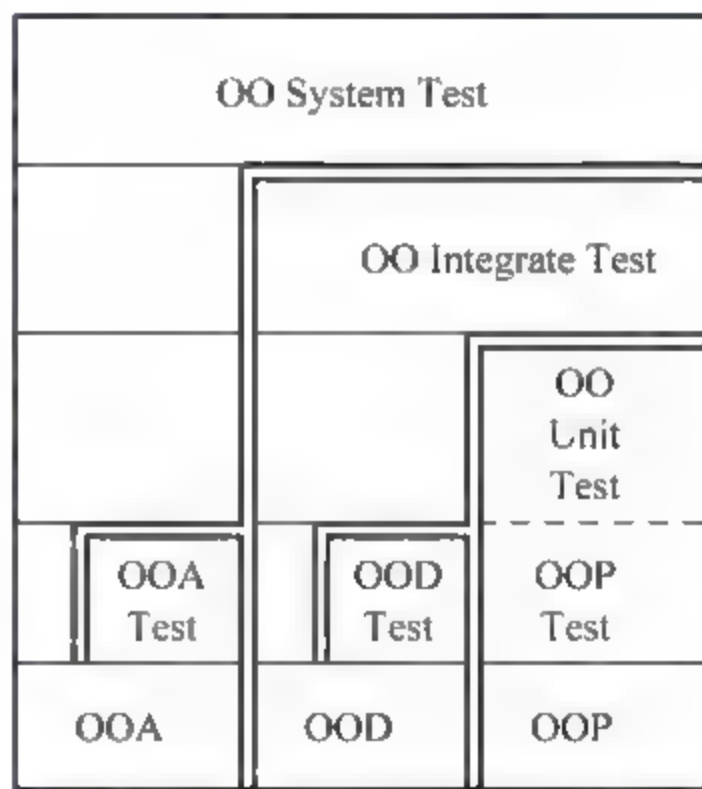 OO System Test
OO Integrate Test
OO
Unit
Test
OOA
Test
OOD
Test
OOP
Test
OOA
OOD
OOP